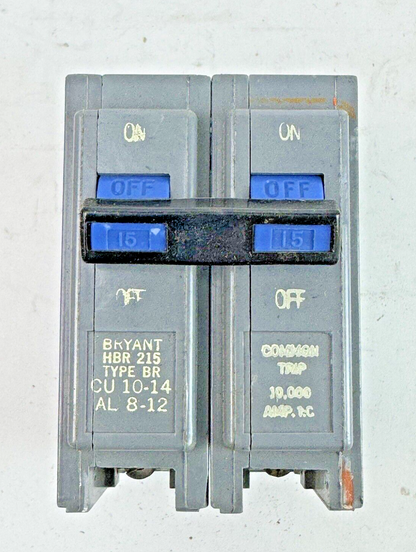 ON
ON
OFF
OFF
15
15
OFF
OFF
BRYANT
HBR 215
TYPE BR
CU 10-14
AL 8-12
COMMON
TRIP
10,000
AMP. I.C